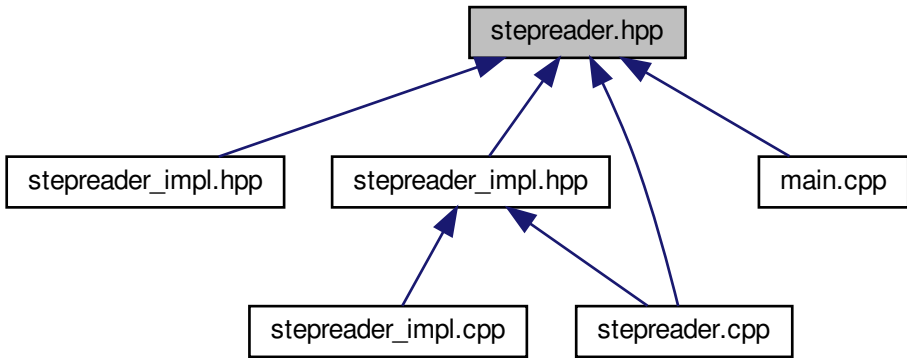 stepreader.hpp
stepreader_impl.hpp
stepreader_impl.hpp
main.cpp
stepreader_impl.cpp
stepreader.cpp